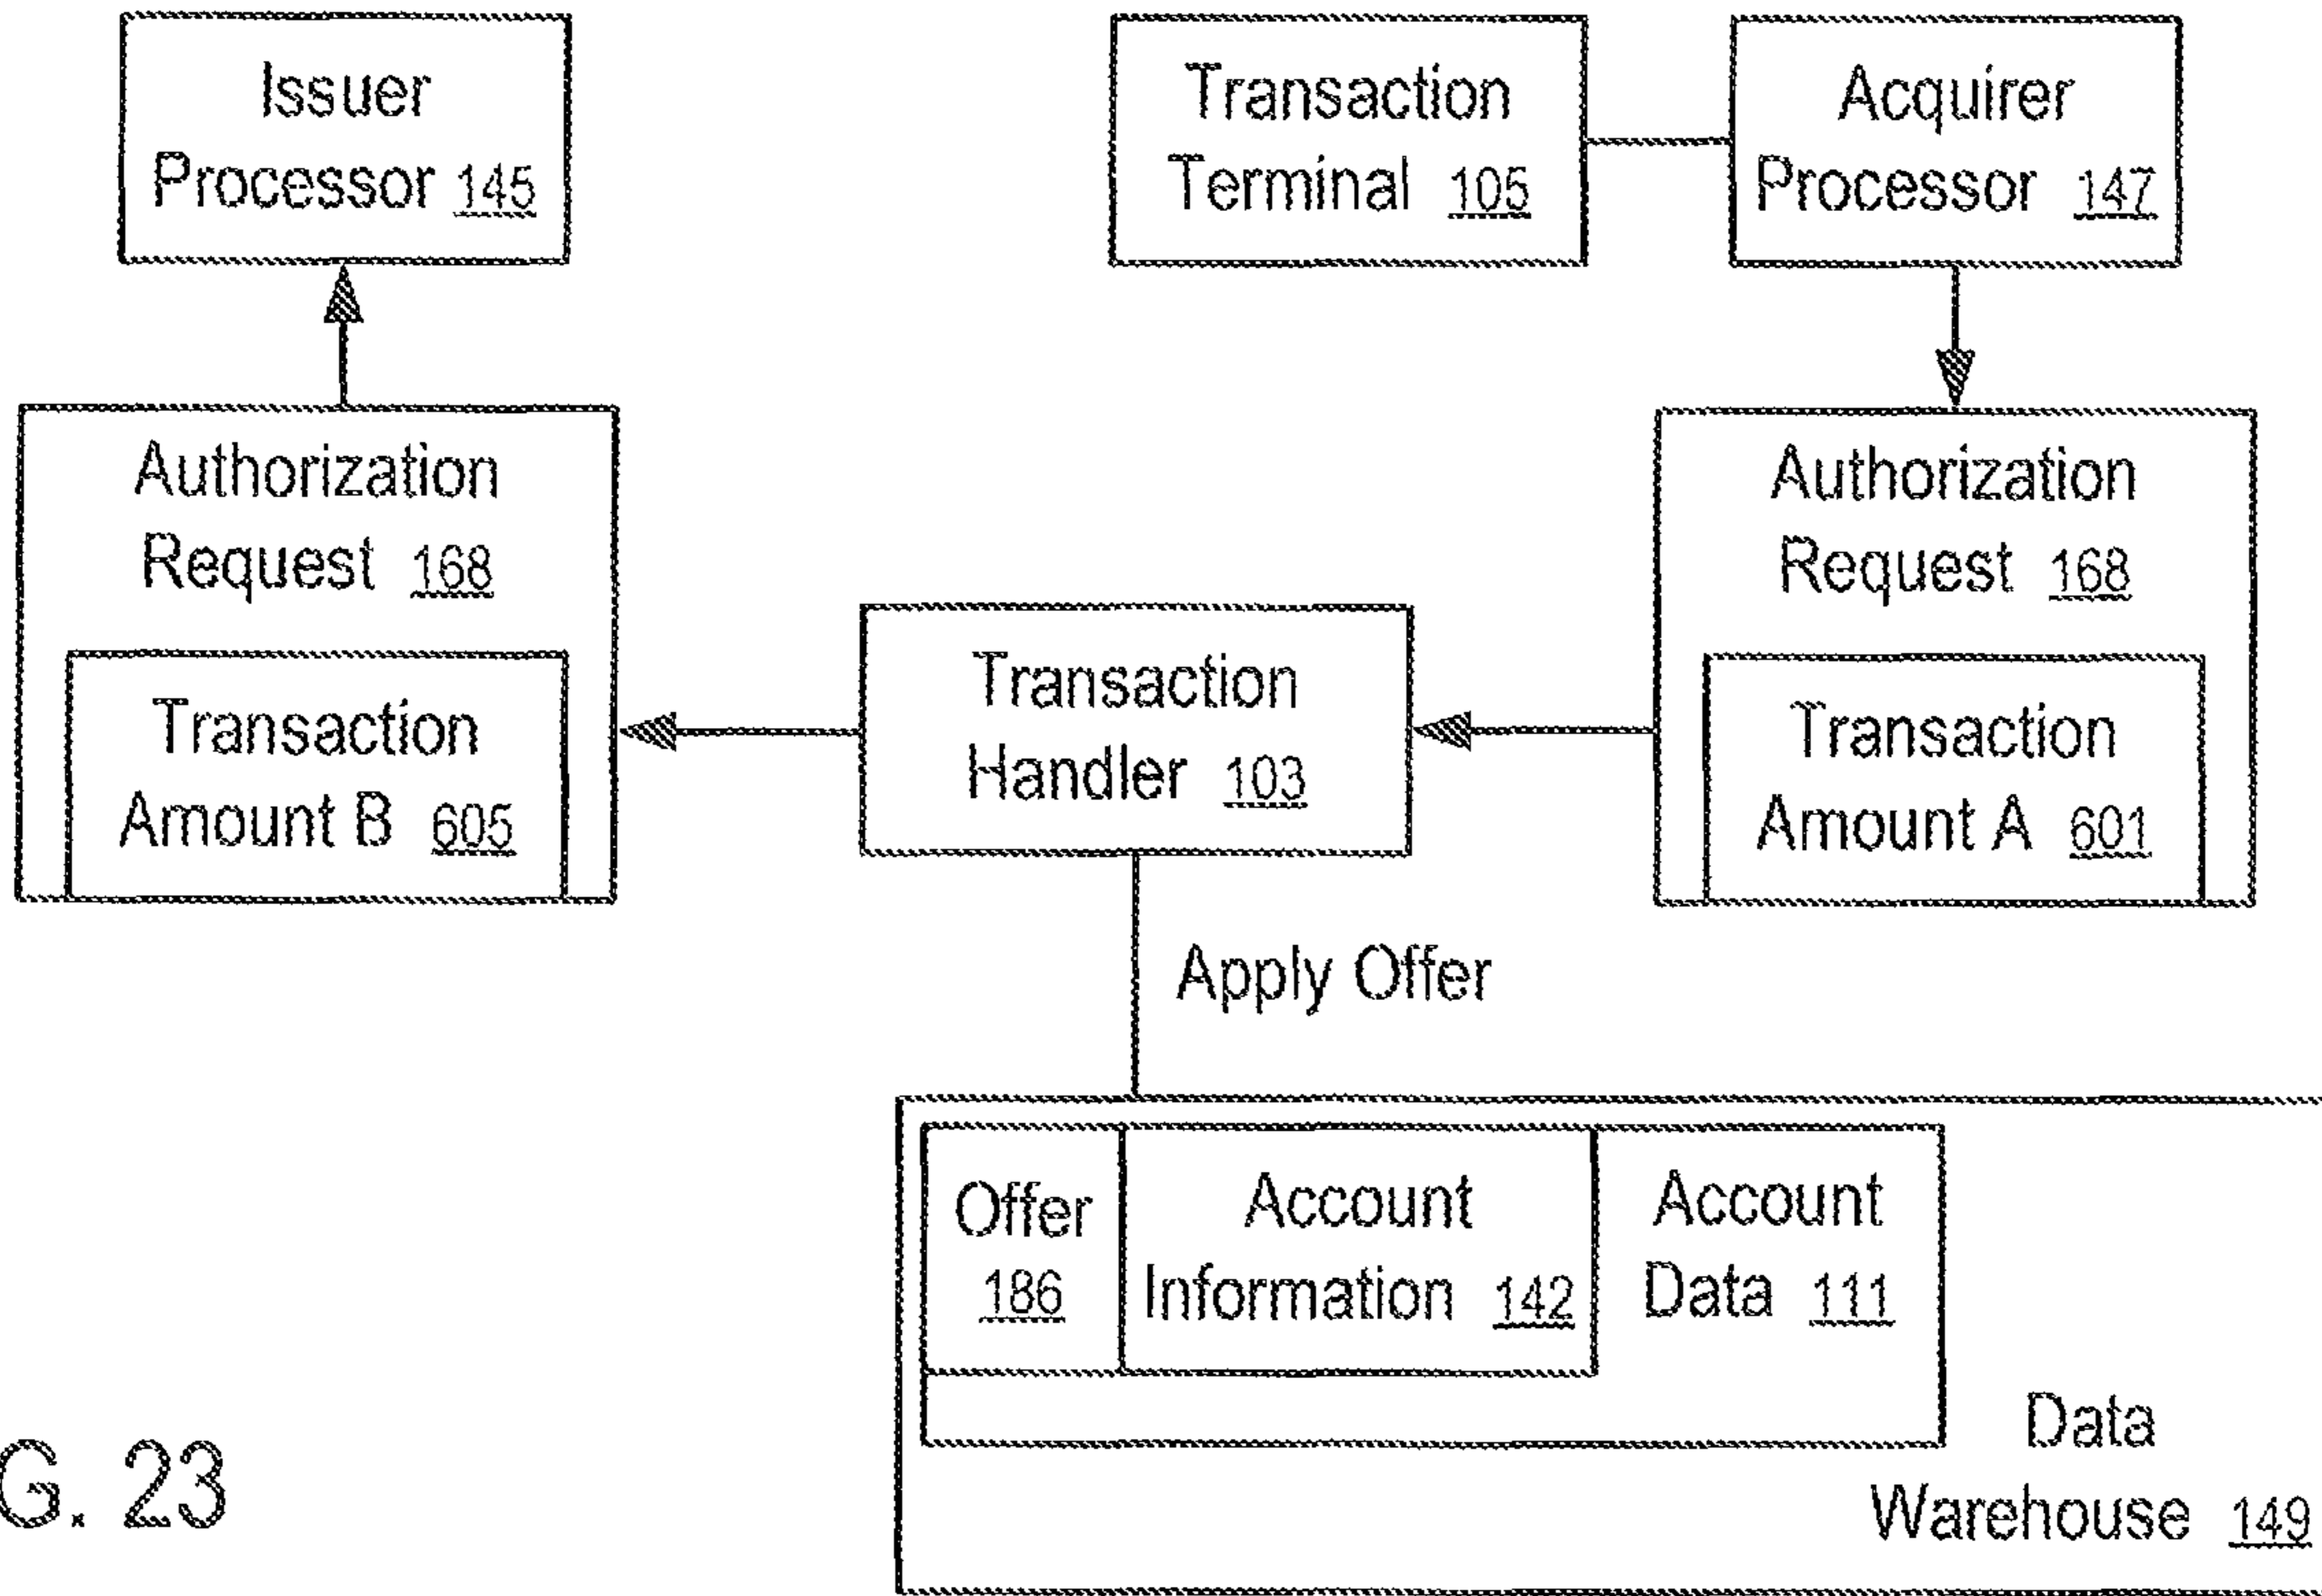 Issuer
Processor 145
Transaction
Terminal 105
Acquirer
Processor 147
Authorization
Request 168
Transaction
Amount B 605
Transaction
Handler 103
Authorization
Request 168
Transaction
Amount A 601
Apply Offer
Offer
186
Account
Information 142
Account
Data 111
Data
Warehouse 149
G. 23